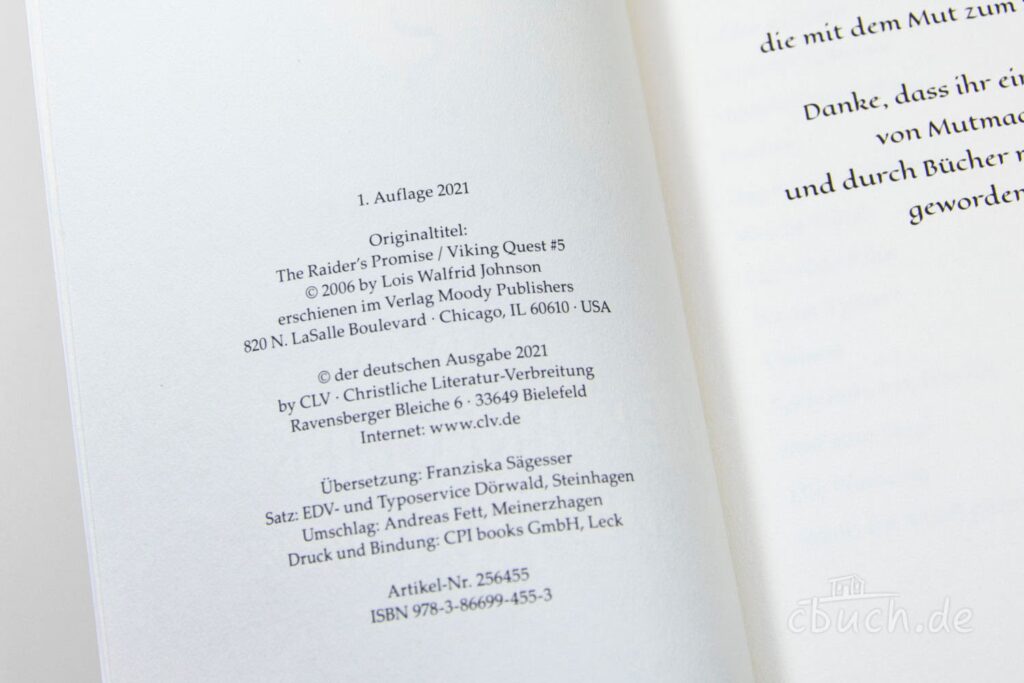 1. Auflage 2021
Originaltitel:
The Raider's Promise / Viking Quest #5
© 2006 by Lois Walfrid Johnson
erschienen im Verlag Moody Publishers
820 N. LaSalle Boulevard · Chicago, IL 60610 · USA
© der deutschen Ausgabe 2021
by CLV · Christliche Literatur-Verbreitung
Ravensberger Bleiche 6 · 33649 Bielefeld
Internet: www.clv.de
Übersetzung: Franziska Sägesser
Satz: EDV- und Typoservice Dörwald, Steinhagen
Umschlag: Andreas Fett, Meinerzhagen
Druck und Bindung: CPI books GmbH, Leck
Artikel-Nr. 256455
ISBN 978-3-86699-455-3
die mit dem Mut zum
Danke, dass ihr ein
von Mutmac
und durch Bücher
geworden
cbuch.de